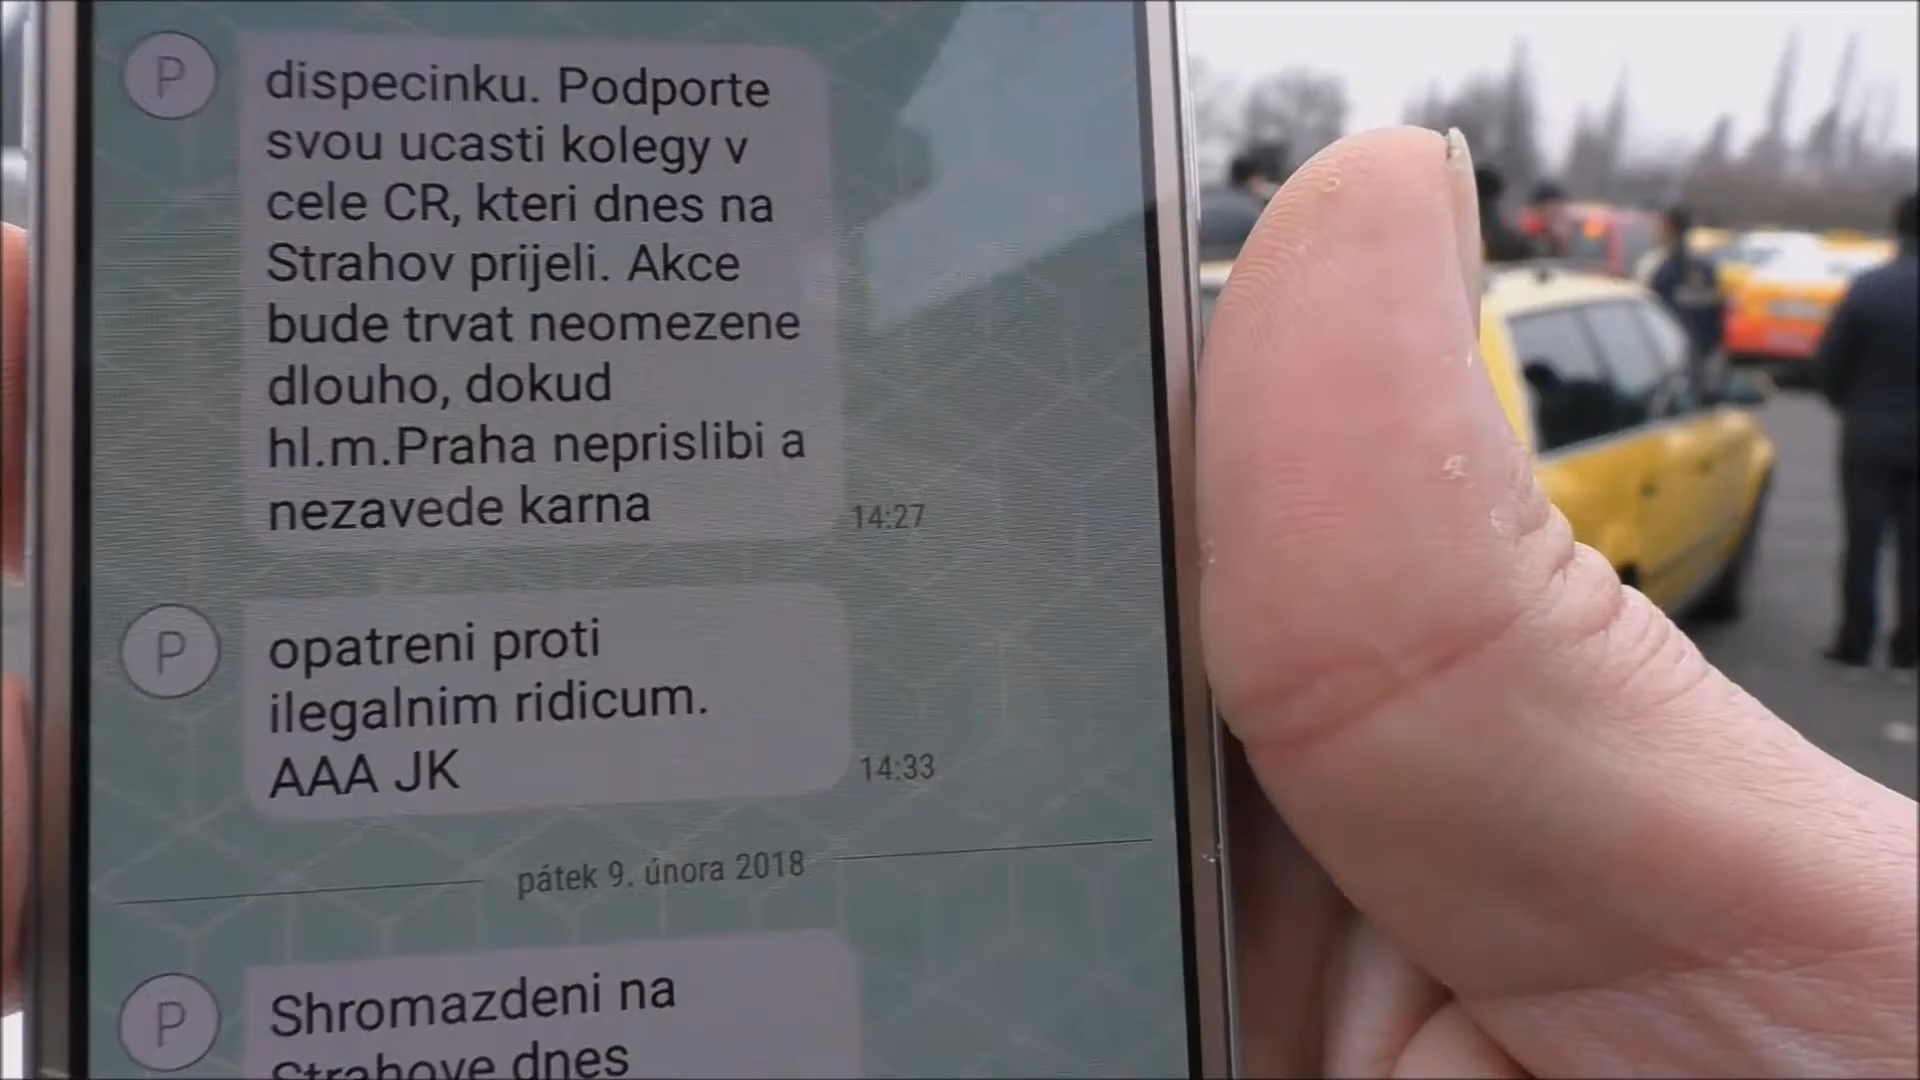 P
dispecinku. Podporte
svou ucasti kolegy v
cele CR, kteri dnes na
Strahov prijeli. Akce
bude trvat neomezene
dlouho, dokud
hl.m.Praha neprislibi a
nezavede karna
14:27
P
opatreni proti
ilegalnim ridicum.
AAA JK
14:33
pátek 9. února 2018
P
Shromazdeni na
Strahove dnes